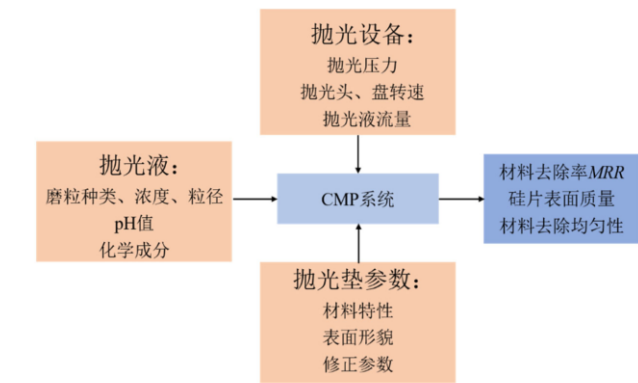 抛光设备：
抛光压力
抛光头、盘转速
抛光液流量
抛光液：
磨粒种类、浓度、粒径
pH值
化学成分
CMP系统
材料去除率MRR
硅片表面质量
材料去除均匀性
抛光垫参数：
材料特性
表面形貌
修正参数